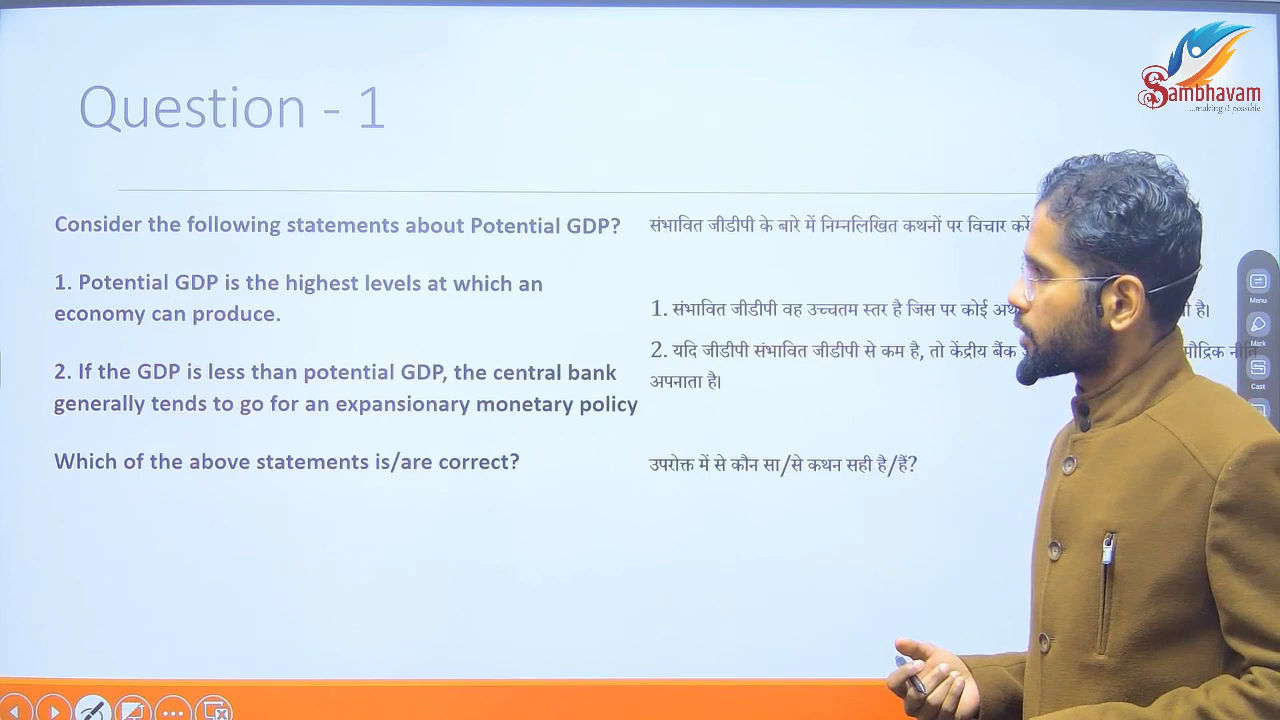 Sambhavam
...making it possible
Question - 1
Consider the following statements about Potential GDP?
1. Potential GDP is the highest levels at which an
economy can produce.
2. If the GDP is less than potential GDP, the central bank
generally tends to go for an expansionary monetary policy
Which of the above statements is/are correct?
संभावित जीडीपी के बारे में निम्नलिखित कथनों पर विचार करें
1. संभावित जीडीपी वह उच्चतम स्तर है जिस पर कोई है।
2. यदि जीडीपी संभावित जीडीपी से कम है, तो केंद्रीय बैंक मौद्रिक नीति
अपनाता है।
उपरोक्त में से कौन सा/से कथन सही है/हैं?
Menu
Mark
Cast